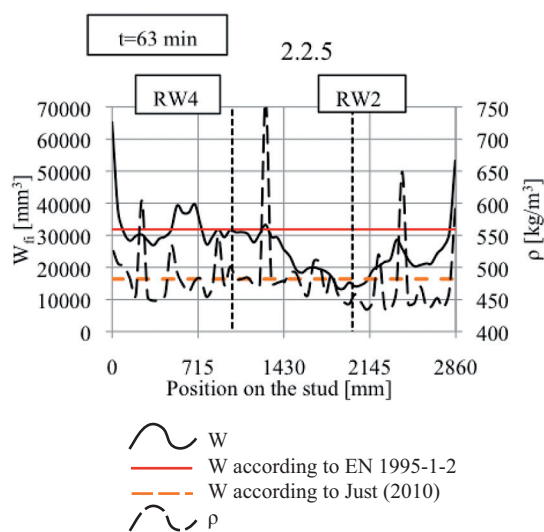 t=63 min
2.2.5
RW4 RW2
70000 750
60000 700
50000 650
40000 600
30000 550
20000 500
10000 450
0 400
W_fi [mm³]
ρ [kg/m³]
0 715 1430 2145 2860
Position on the stud [mm]
W
W according to EN 1995-1-2
W according to Just (2010)
ρ